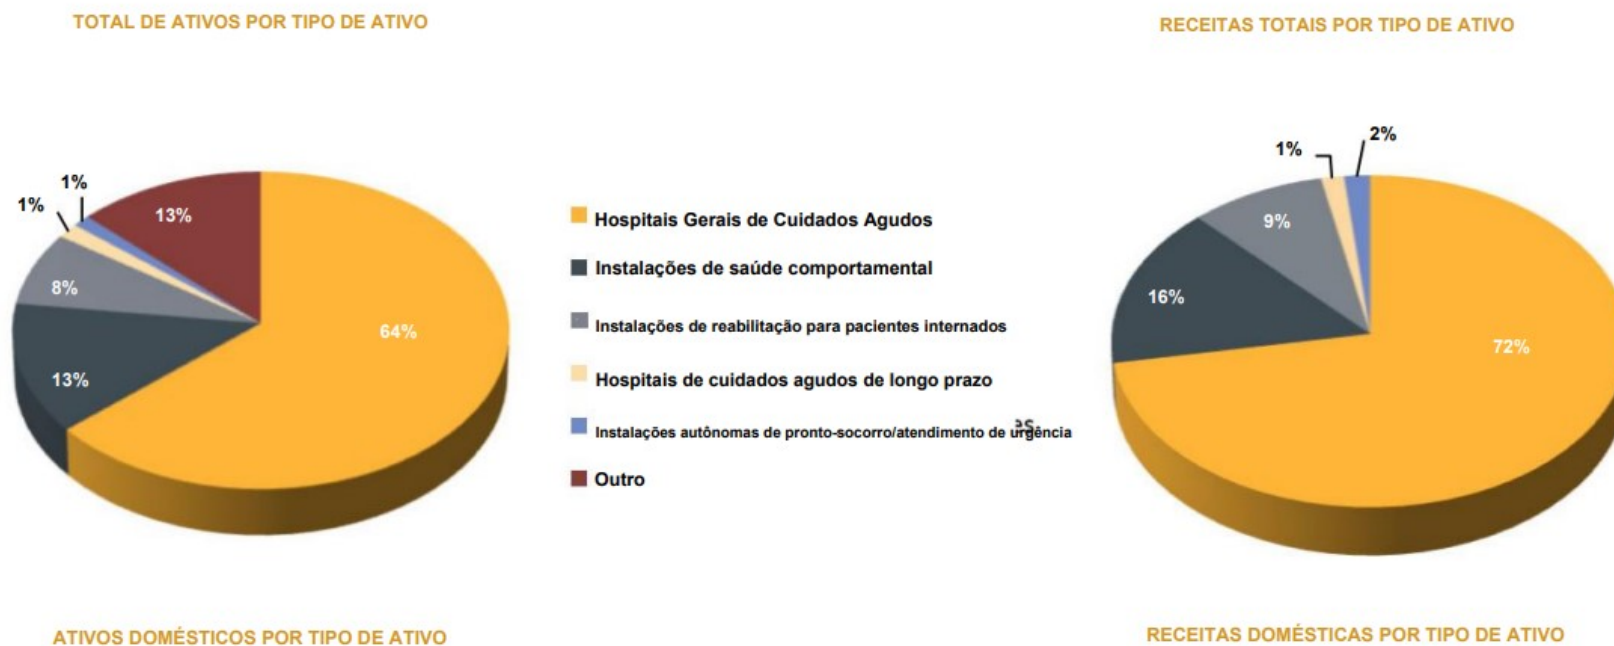 TOTAL DE ATIVOS POR TIPO DE ATIVO
RECEITAS TOTAIS POR TIPO DE ATIVO
1%
1%
13%
8%
13%
64%
Hospitais Gerais de Cuidados Agudos
Instalações de saúde comportamental
Instalações de reabilitação para pacientes internados
Hospitais de cuidados agudos de longo prazo
Instalações autônomas de pronto-socorro/atendimento de urgência
Outro
1%
2%
9%
16%
72%
ATIVOS DOMÉSTICOS POR TIPO DE ATIVO
RECEITAS DOMÉSTICAS POR TIPO DE ATIVO